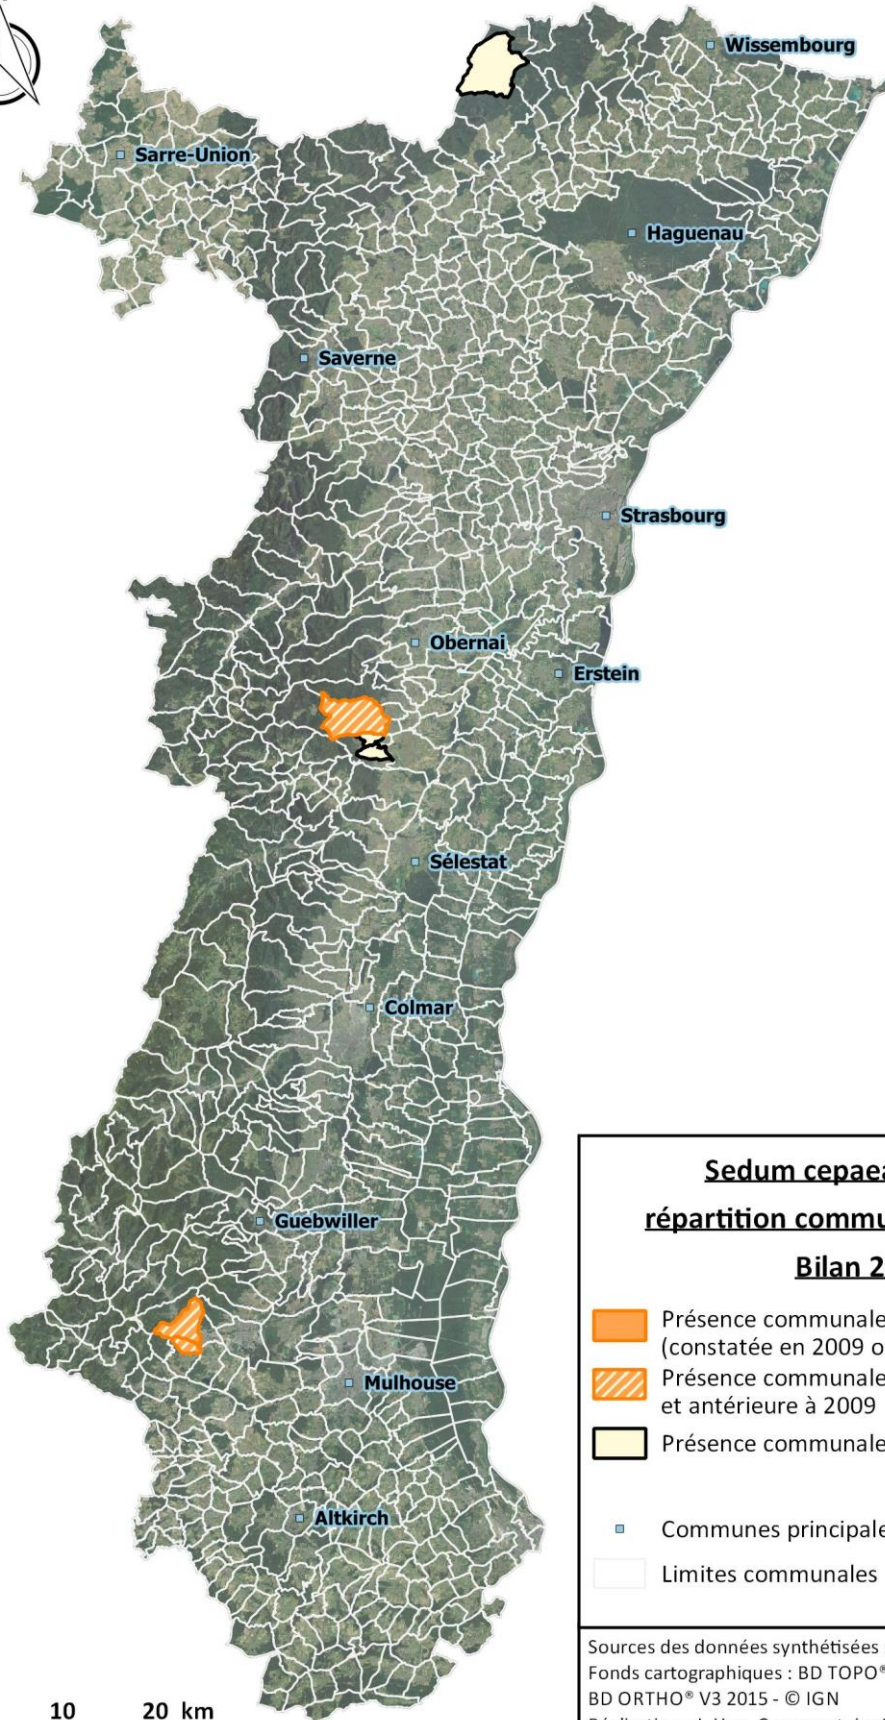 Wissembourg
Sarre-Union
Haguenau
Saverne
Strasbourg
Obernai
Erstein
Sélestat
Colmar
Guebwiller
Mulhouse
Altkirch
10 20 km
Sedum cepaea
répartition commu
Bilan 2
Présence communale
(constatée en 2009 o
Présence communale
et antérieure à 2009
Présence communale
Communes principale
Limites communales
Sources des données synthétisées
Fonds cartographiques : BD TOPO®
BD ORTHO® V3 2015 - © IGN